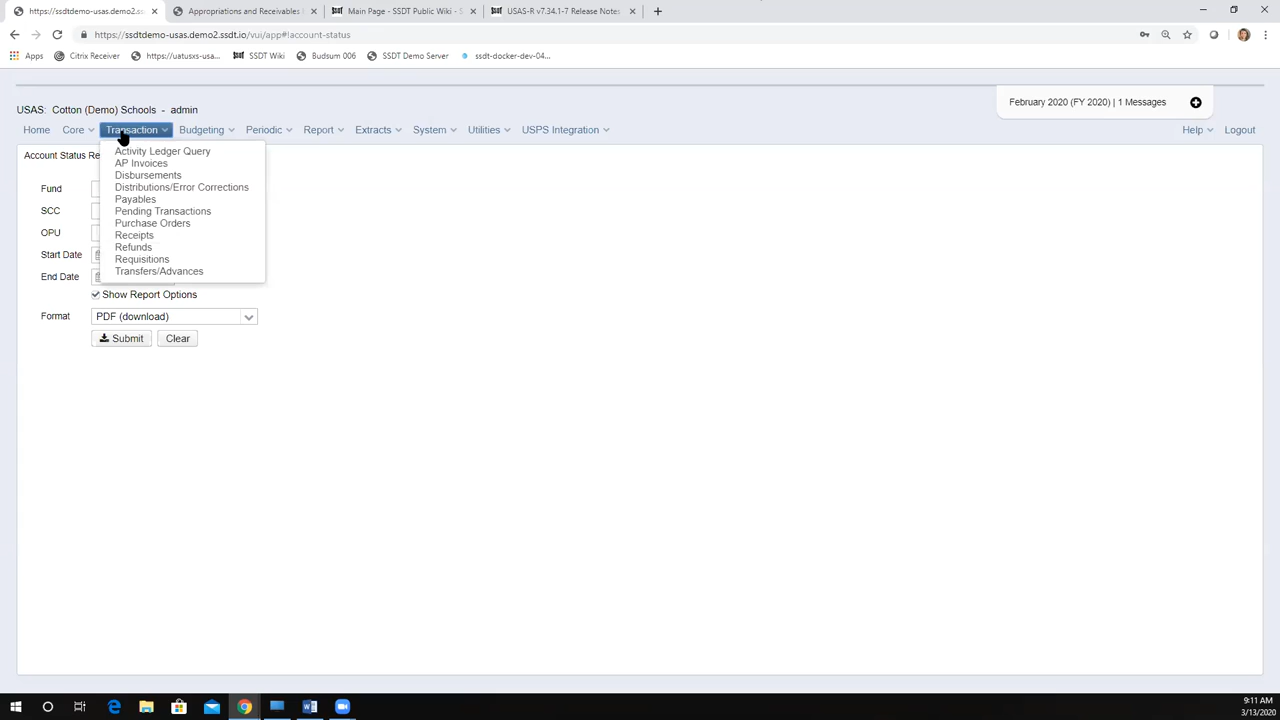 https://ssdtdemo-usas.demo2.ss
Appropriations and Receivables
Main Page - SSDT Public Wiki - S
USAS-R v7.34.1-7 Release Notes
https://ssdtdemo-usas.demo2.ssdt.io/vui/app#!account-status
Apps
Citrix Receiver
https://uatusxs-usa...
SSDT Wiki
Budsum 006
SSDT Demo Server
ssdt-docker-dev-04...
USAS: Cotton (Demo) Schools - admin
February 2020 (FY 2020) | 1 Messages
Home
Core
Transaction
Budgeting
Periodic
Report
Extracts
System
Utilities
USPS Integration
Help
Logout
Account Status Re
Activity Ledger Query
AP Invoices
Disbursements
Distributions/Error Corrections
Payables
Pending Transactions
Purchase Orders
Receipts
Refunds
Requisitions
Transfers/Advances
Fund
SCC
OPU
Start Date
End Date
Show Report Options
Format
PDF (download)
Submit
Clear
9:11 AM
3/13/2020